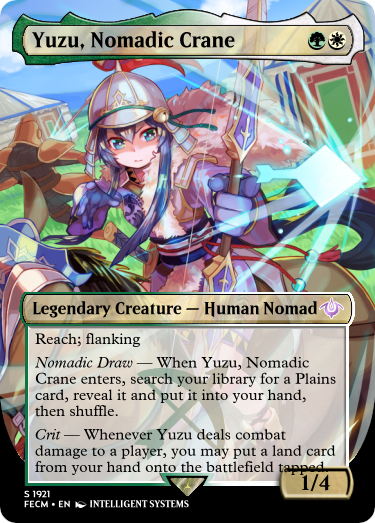 Yuzu, Nomadic Crane
Legendary Creature — Human Nomad
Reach; flanking
Nomadic Draw — When Yuzu, Nomadic
Crane enters, search your library for a Plains
card, reveal it and put it into your hand,
then shuffle.
Crit — Whenever Yuzu deals combat
damage to a player, you may put a land card
from your hand onto the battlefield tapped.
1/4
S 1921
FECM • EN INTELLIGENT SYSTEMS